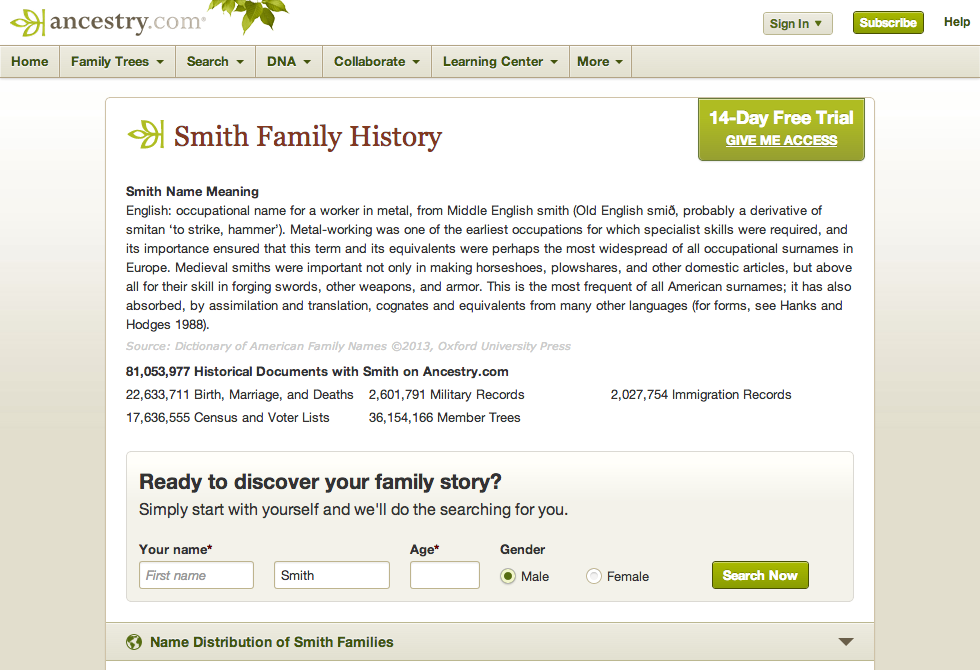 ancestry.com®
Sign In ▼
Subscribe
Help
Home
Family Trees
Search
DNA
Collaborate
Learning Center
More
Smith Family History
14-Day Free Trial
GIVE ME ACCESS
Smith Name Meaning
English: occupational name for a worker in metal, from Middle English smith (Old English smið, probably a derivative of
smitan ‘to strike, hammer’). Metal-working was one of the earliest occupations for which specialist skills were required, and
its importance ensured that this term and its equivalents were perhaps the most widespread of all occupational surnames in
Europe. Medieval smiths were important not only in making horseshoes, plowshares, and other domestic articles, but above
all for their skill in forging swords, other weapons, and armor. This is the most frequent of all American surnames; it has also
absorbed, by assimilation and translation, cognates and equivalents from many other languages (for forms, see Hanks and
Hodges 1988).
Source: Dictionary of American Family Names ©2013, Oxford University Press
81,053,977 Historical Documents with Smith on Ancestry.com
22,633,711 Birth, Marriage, and Deaths
2,601,791 Military Records
2,027,754 Immigration Records
17,636,555 Census and Voter Lists
36,154,166 Member Trees
Ready to discover your family story?
Simply start with yourself and we'll do the searching for you.
Your name*
Age*
Gender
First name
Smith
Male
Female
Search Now
Name Distribution of Smith Families